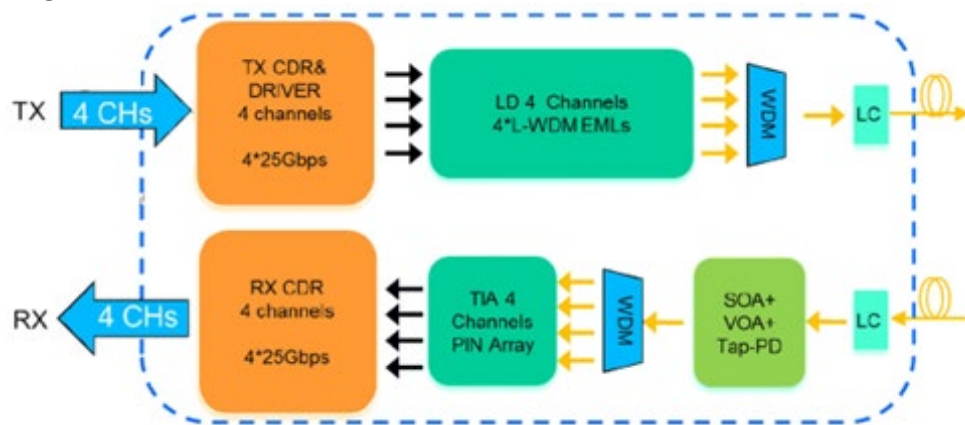 TX
4 CHs
TX CDR&
DRIVER
4 channels
4*25Gbps
LD 4 Channels
4*L-WDM EMLs
WDM
LC
RX
4 CHs
RX CDR
4 channels
4*25Gbps
TIA 4
Channels
PIN Array
WDM
SOA+
VOA+
Tap-PD
LC